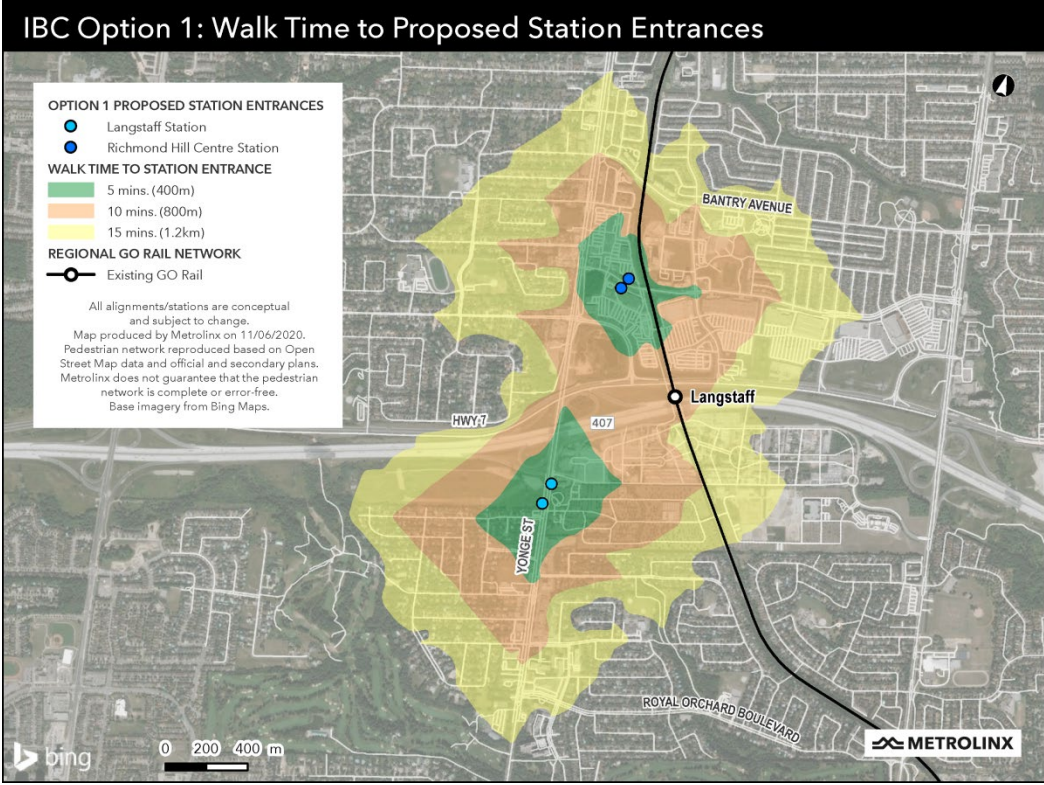 IBC Option 1: Walk Time to Proposed Station Entrances
OPTION 1 PROPOSED STATION ENTRANCES
Langstaff Station
Richmond Hill Centre Station
WALK TIME TO STATION ENTRANCE
5 mins. (400m)
10 mins. (800m)
15 mins. (1.2km)
REGIONAL GO RAIL NETWORK
Existing GO Rail
All alignments/stations are conceptual
and subject to change.
Map produced by Metrolinx on 11/06/2020.
Pedestrian network reproduced based on Open
Street Map data and official and secondary plans.
Metrolinx does not guarantee that the pedestrian
network is complete or error-free.
Base imagery from Bing Maps.
BANTRY AVENUE
Langstaff
HWY 7
407
YONGE ST
ROYAL ORCHARD BOULEVARD
bing
0 200 400 m
METROLINX